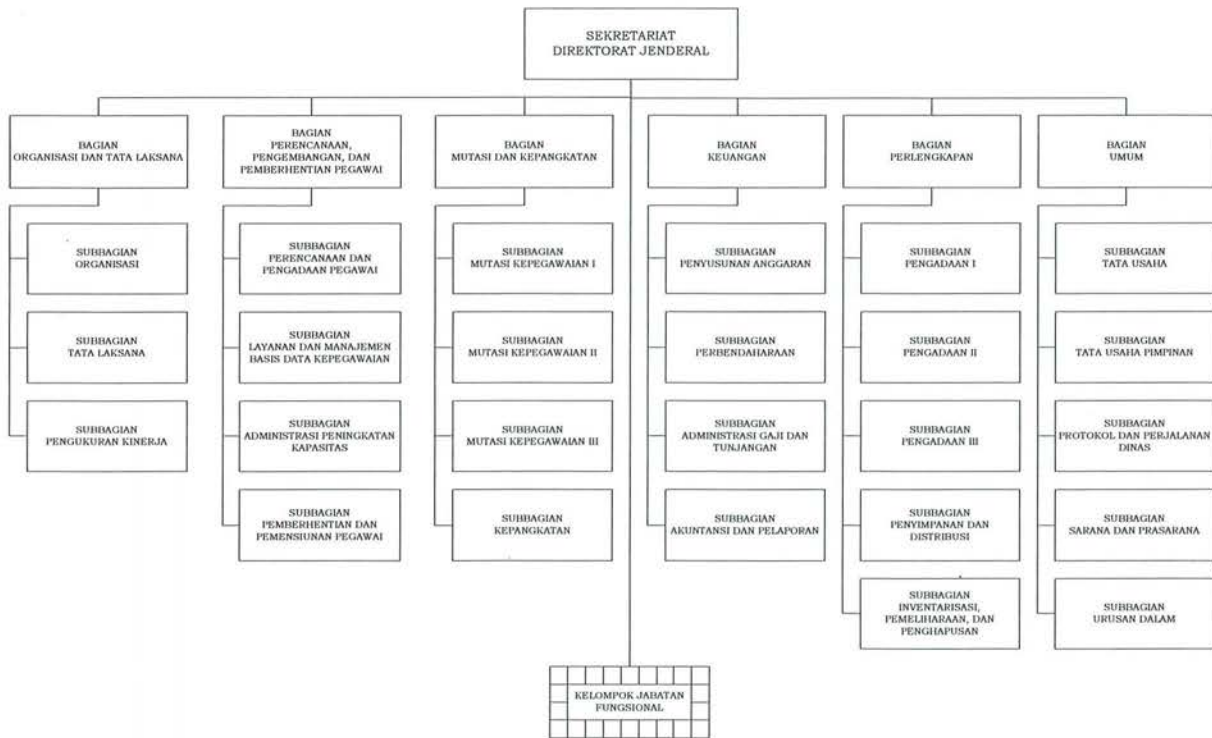 SEKRETARIAT
DIREKTORAT JENDERAL
BAGIAN
ORGANISASI DAN TATA LAKSANA
BAGIAN
PERENCANAAN,
PENGEMBANGAN, DAN
PEMBERHENTIAN PEGAWAI
BAGIAN
MUTASI DAN KEPANGKATAN
BAGIAN
KEUANGAN
BAGIAN
PERLENGKAPAN
BAGIAN
UMUM
SUBBAGIAN
ORGANISASI
SUBBAGIAN
PERENCANAAN DAN
PENGADAAN PEGAWAI
SUBBAGIAN
MUTASI KEPEGAWAIAN I
SUBBAGIAN
PENYUSUNAN ANGGARAN
SUBBAGIAN
PENGADAAN I
SUBBAGIAN
TATA USAHA
SUBBAGIAN
TATA LAKSANA
SUBBAGIAN
LAYANAN DAN MANAJEMEN
BASIS DATA KEPEGAWAIAN
SUBBAGIAN
MUTASI KEPEGAWAIAN II
SUBBAGIAN
PERBENDAHARAAN
SUBBAGIAN
PENGADAAN II
SUBBAGIAN
TATA USAHA PIMPINAN
SUBBAGIAN
PENGUKURAN KINERJA
SUBBAGIAN
ADMINISTRASI PENINGKATAN
KAPASITAS
SUBBAGIAN
MUTASI KEPEGAWAIAN III
SUBBAGIAN
ADMINISTRASI GAJI DAN
TUNJANGAN
SUBBAGIAN
PENGADAAN III
SUBBAGIAN
PROTOKOL DAN PERJALANAN
DINAS
SUBBAGIAN
PEMBERHENTIAN DAN
PEMENSIUNAN PEGAWAI
SUBBAGIAN
KEPANGKATAN
SUBBAGIAN
AKUNTANSI DAN PELAPORAN
SUBBAGIAN
PENYIMPANAN DAN
DISTRIBUSI
SUBBAGIAN
SARANA DAN PRASARANA
SUBBAGIAN
INVENTARISASI,
PEMELIHARAAN, DAN
PENGHAPUSAN
SUBBAGIAN
URUSAN DALAM
KELOMPOK JABATAN
FUNGSIONAL